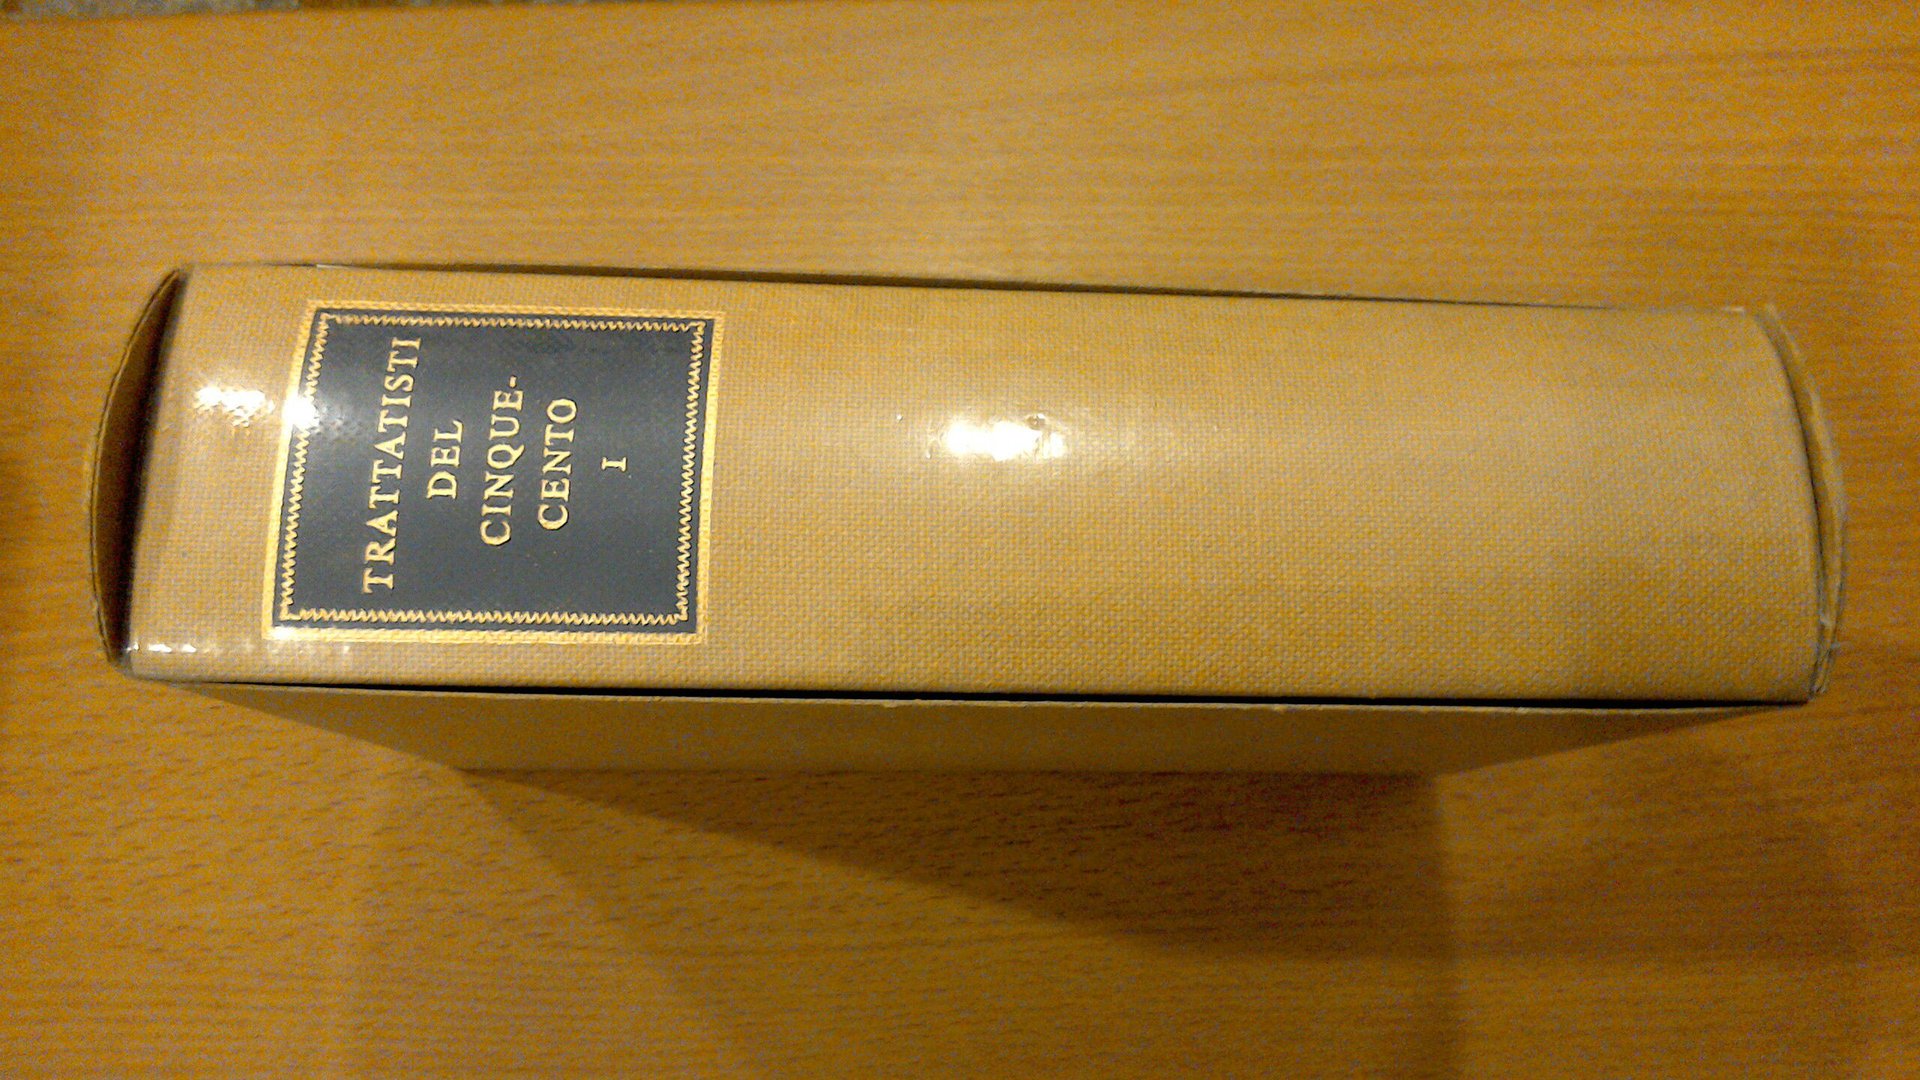 TRATTATISTI
DEL
CINQUE-
CENTO
I